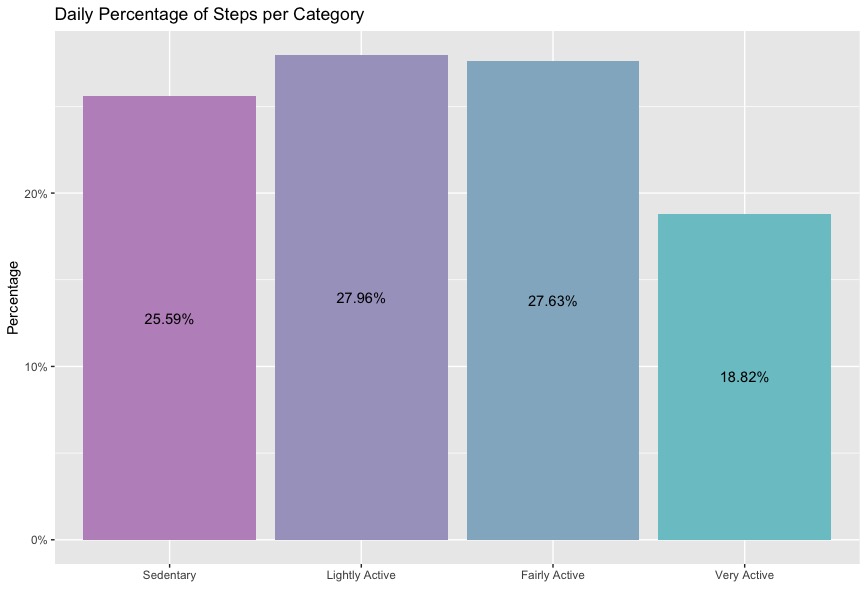 Daily Percentage of Steps per Category
Percentage
20%
10%
0%
25.59%
27.96%
27.63%
18.82%
Sedentary
Lightly Active
Fairly Active
Very Active